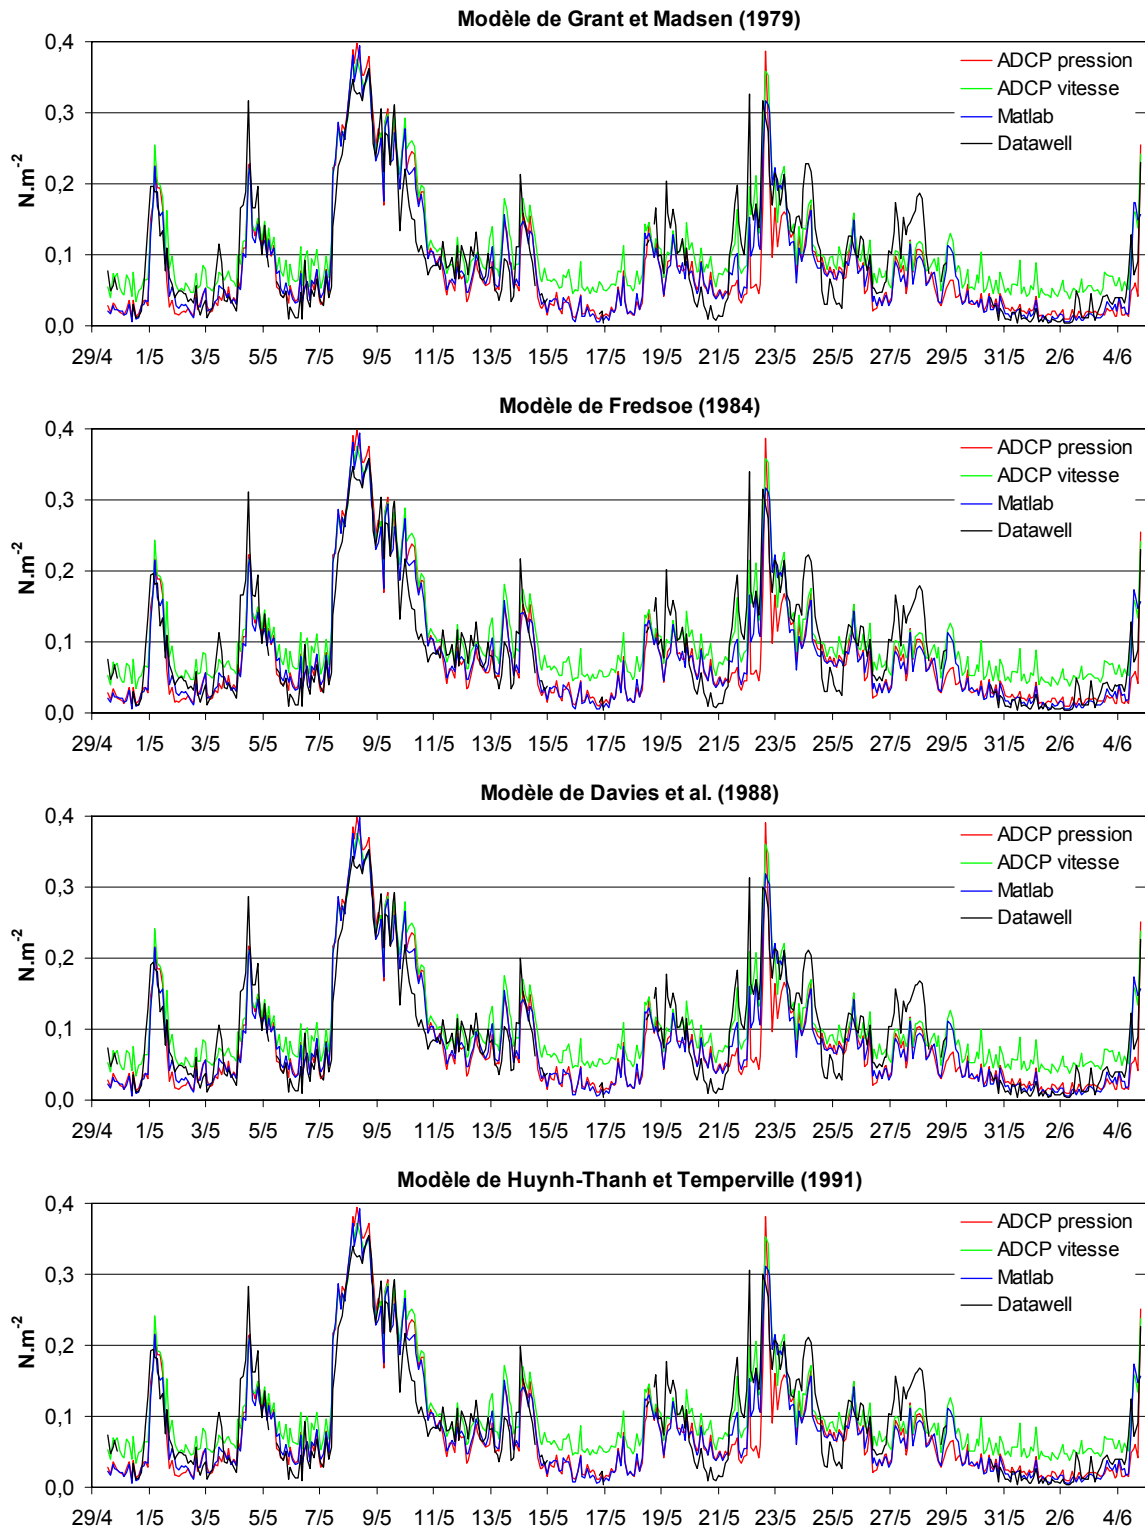 Modèle de Grant et Madsen (1979)
0,4
0,3
0,2
0,1
0,0
N.m-2
ADCP pression
ADCP vitesse
Matlab
Datawell
29/4 1/5 3/5 5/5 7/5 9/5 11/5 13/5 15/5 17/5 19/5 21/5 23/5 25/5 27/5 29/5 31/5 2/6 4/6
Modèle de Fredsoe (1984)
0,4
0,3
0,2
0,1
0,0
N.m-2
ADCP pression
ADCP vitesse
Matlab
Datawell
29/4 1/5 3/5 5/5 7/5 9/5 11/5 13/5 15/5 17/5 19/5 21/5 23/5 25/5 27/5 29/5 31/5 2/6 4/6
Modèle de Davies et al. (1988)
0,4
0,3
0,2
0,1
0,0
N.m-2
ADCP pression
ADCP vitesse
Matlab
Datawell
29/4 1/5 3/5 5/5 7/5 9/5 11/5 13/5 15/5 17/5 19/5 21/5 23/5 25/5 27/5 29/5 31/5 2/6 4/6
Modèle de Huynh-Thanh et Temperville (1991)
0,4
0,3
0,2
0,1
0,0
N.m-2
ADCP pression
ADCP vitesse
Matlab
Datawell
29/4 1/5 3/5 5/5 7/5 9/5 11/5 13/5 15/5 17/5 19/5 21/5 23/5 25/5 27/5 29/5 31/5 2/6 4/6